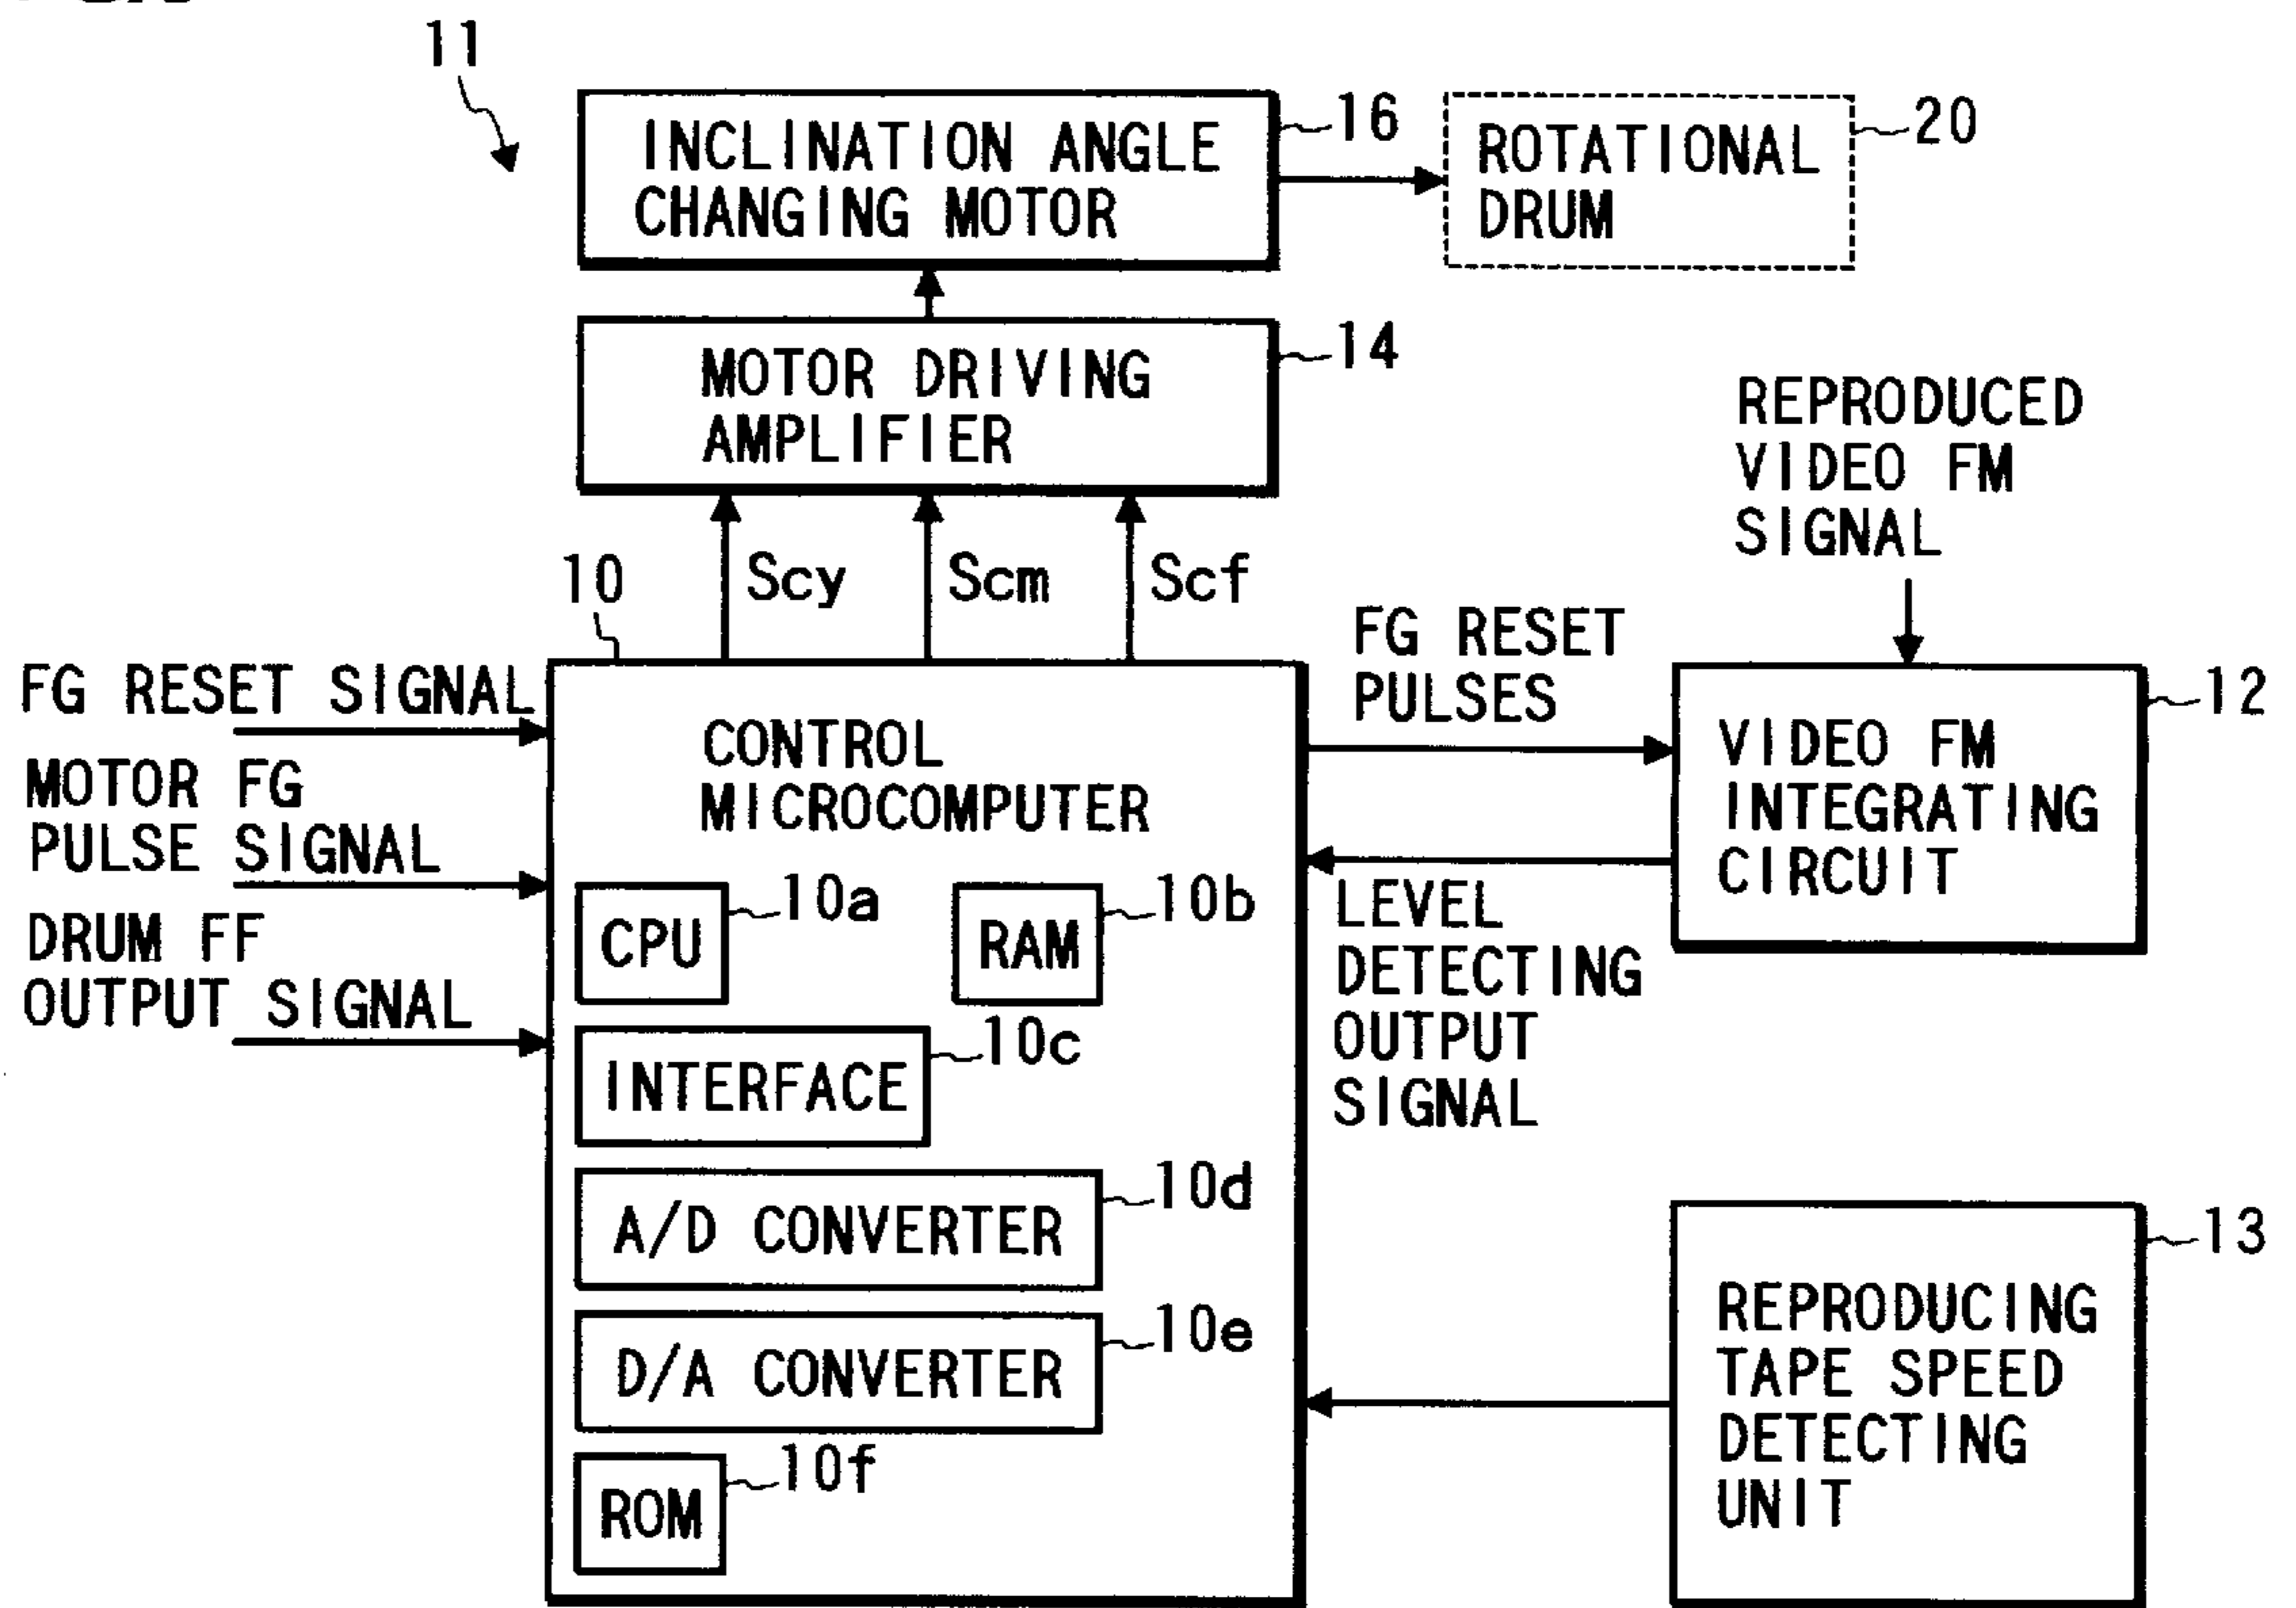 11
INCLINATION ANGLE
CHANGING MOTOR
16
ROTATIONAL
DRUM
20
MOTOR DRIVING
AMPLIFIER
14
REPRODUCED
VIDEO FM
SIGNAL
10
Scy
Scm
Scf
FG RESET SIGNAL
MOTOR FG
PULSE SIGNAL
DRUM FF
OUTPUT SIGNAL
CONTROL
MICROCOMPUTER
FG RESET
PULSES
VIDEO FM
INTEGRATING
CIRCUIT
12
LEVEL
DETECTING
OUTPUT
SIGNAL
CPU
10a
RAM
10b
INTERFACE
10c
A/D CONVERTER
10d
D/A CONVERTER
10e
ROM
10f
REPRODUCING
TAPE SPEED
DETECTING
UNIT
13